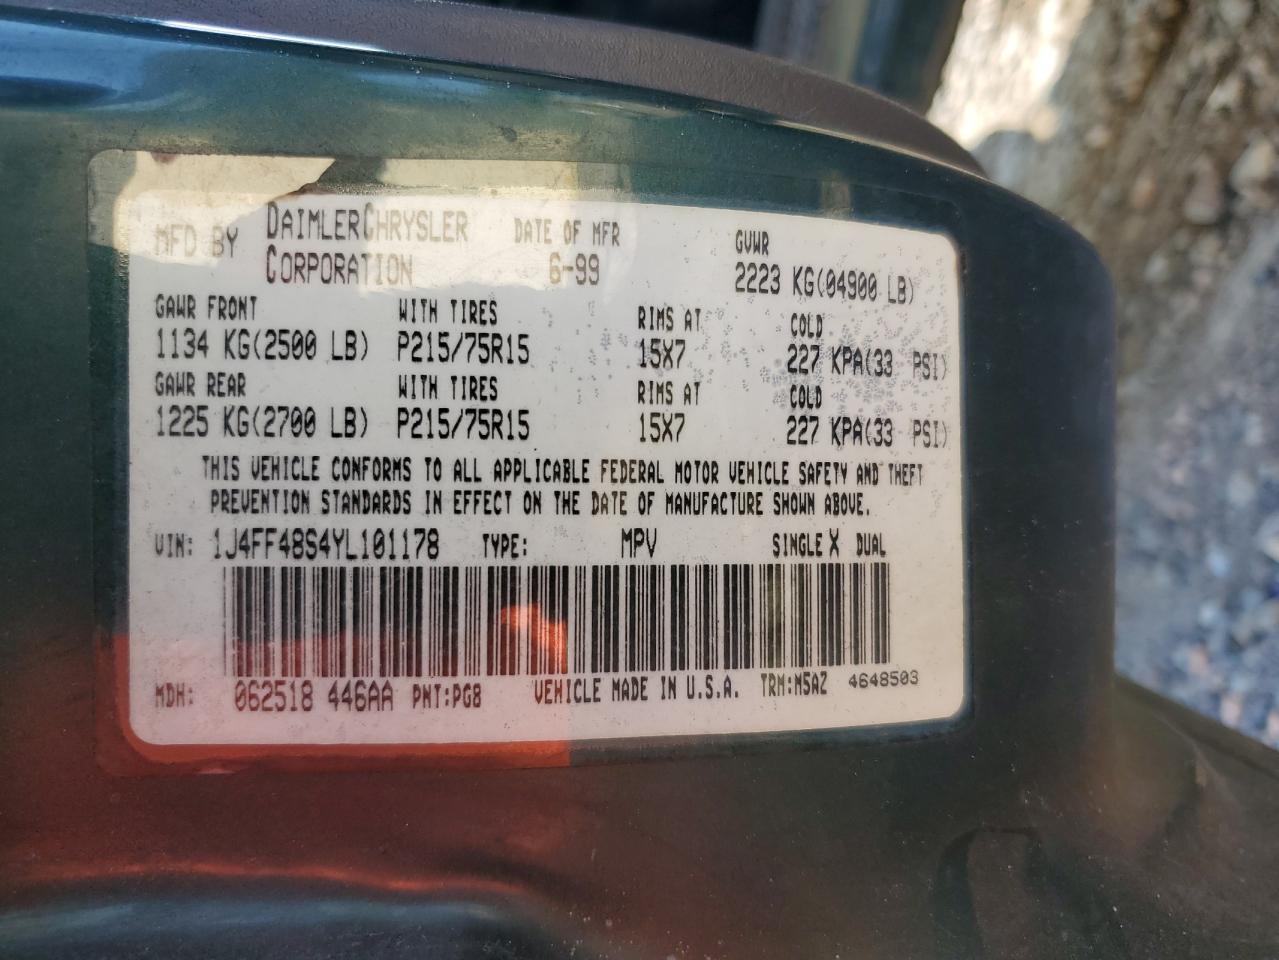 MFD BY DAIMLERCHRYSLER CORPORATION DATE OF MFR 6-99 GVWR 2223 KG(04900 LB)
GAWR FRONT WITH TIRES RIMS AT COLD
1134 KG(2500 LB) P215/75R15 15X7 227 KPA(33 PSI)
GAWR REAR WITH TIRES RIMS AT COLD
1225 KG(2700 LB) P215/75R15 15X7 227 KPA(33 PSI)
THIS VEHICLE CONFORMS TO ALL APPLICABLE FEDERAL MOTOR VEHICLE SAFETY AND THEFT
PREVENTION STANDARDS IN EFFECT ON THE DATE OF MANUFACTURE SHOWN ABOVE.
VIN: 1J4FF48S4YL101178 TYPE: MPV SINGLE X DUAL
MDH: 062518 446AA PNT:PG8 VEHICLE MADE IN U.S.A. TRM:M5AZ 4648503